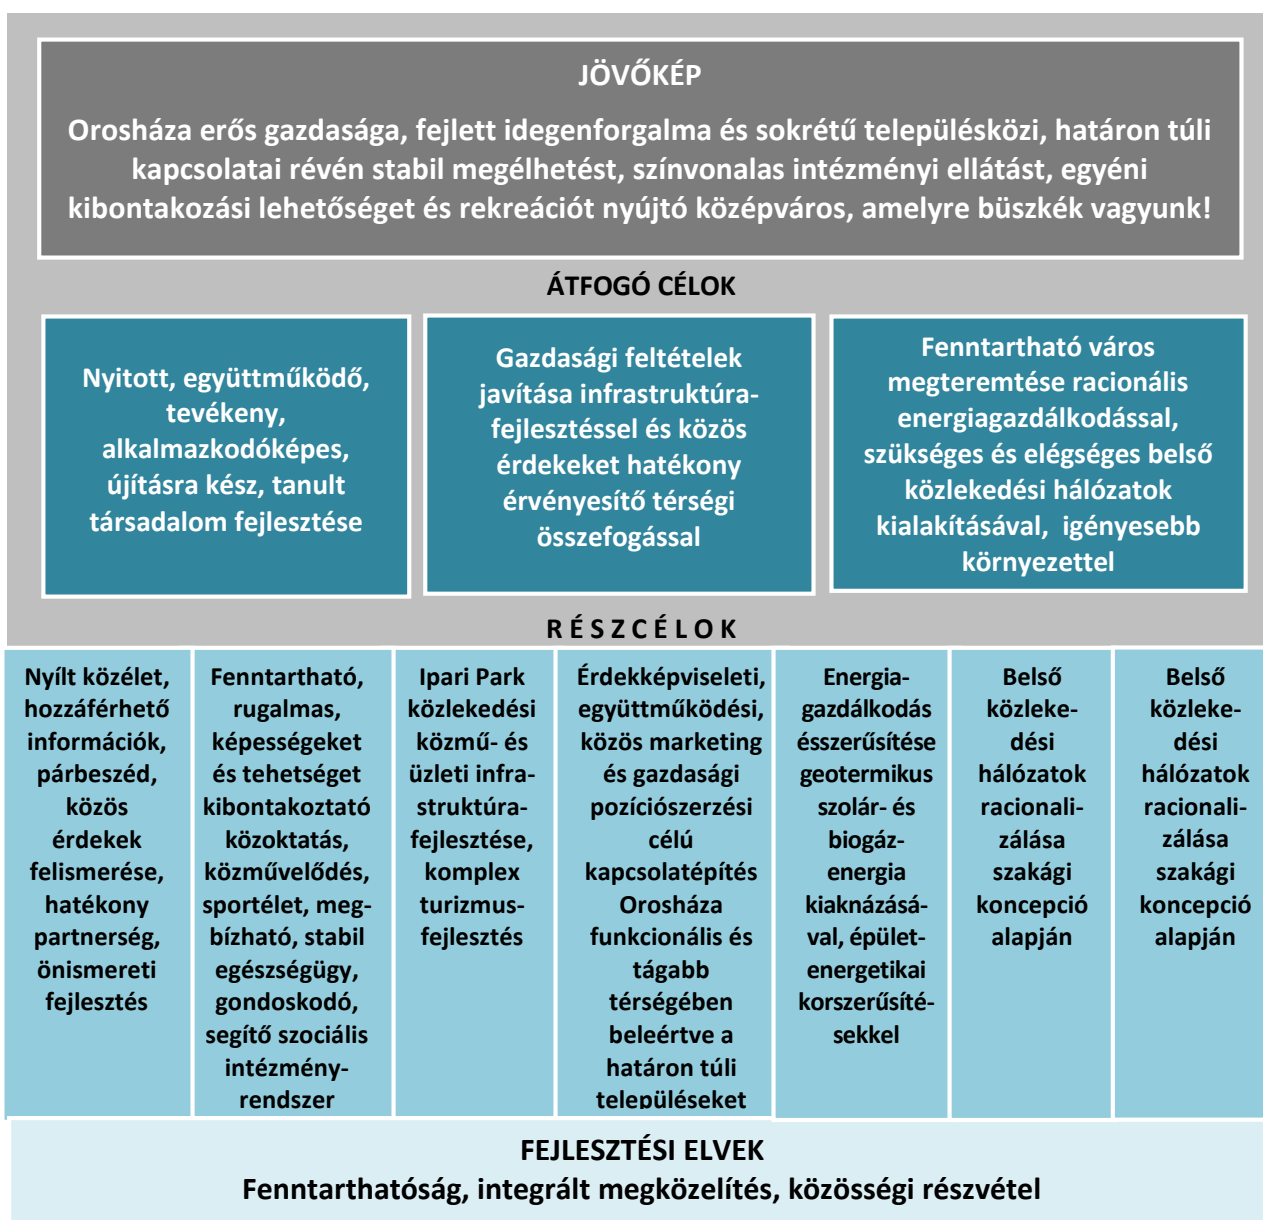 JÖVŐKÉP
Orosháza erős gazdasága, fejlett idegenforgalma és sokrétű településközi, határon túli
kapcsolatai révén stabil megélhetést, színvonalas intézményi ellátást, egyéni
kibontakozási lehetőséget és rekreációt nyújtó középváros, amelyre büszkék vagyunk!
ÁTFOGÓ CÉLOK
Nyitott, együttműködő,
tevékeny,
alkalmazkodóképes,
újításra kész, tanult
társadalom fejlesztése
Gazdasági feltételek
javítása infrastruktúra-
fejlesztéssel és közös
érdekeket hatékony
érvényesítő térségi
összefogással
Fenntartható város
megteremtése racionális
energiagazdálkodással,
szükséges és elégséges belső
közlekedési hálózatok
kialakításával, igényesebb
környezettel
RÉSZCÉLOK
Nyílt közélet,
hozzáférhető
információk,
párbeszéd,
közös
érdekek
felismerése,
hatékony
partnerség,
önismereti
fejlesztés
Fenntartható,
rugalmas,
képességeket
és tehetséget
kibontakoztató
közoktatás,
közművelődés,
sportélet, meg-
bízható, stabil
egészségügy,
gondoskodó,
segítő szociális
intézmény-
rendszer
Ipari Park
közlekedési
közmű- és
üzleti infra-
struktúra-
fejlesztése,
komplex
turizmus-
fejlesztés
Érdekképviseleti,
együttműködési,
közös marketing
és gazdasági
pozíciószerzési
célú
kapcsolatépítés
Orosháza
funkcionális és
tágabb
térségében
beleértve a
határon túli
településeket
Energia-
gazdálkodás
ésszerűsítése
geotermikus
szolár- és
biogáz-
energia
kiaknázásá-
val, épület-
energetikai
korszerűsíté-
sekkel
Belső
közleke-
dési
hálózatok
racionali-
zálása
szakági
koncepció
alapján
Belső
közleke-
dési
hálózatok
racionali-
zálása
szakági
koncepció
alapján
FEJLESZTÉSI ELVEK
Fenntarthatóság, integrált megközelítés, közösségi részvétel